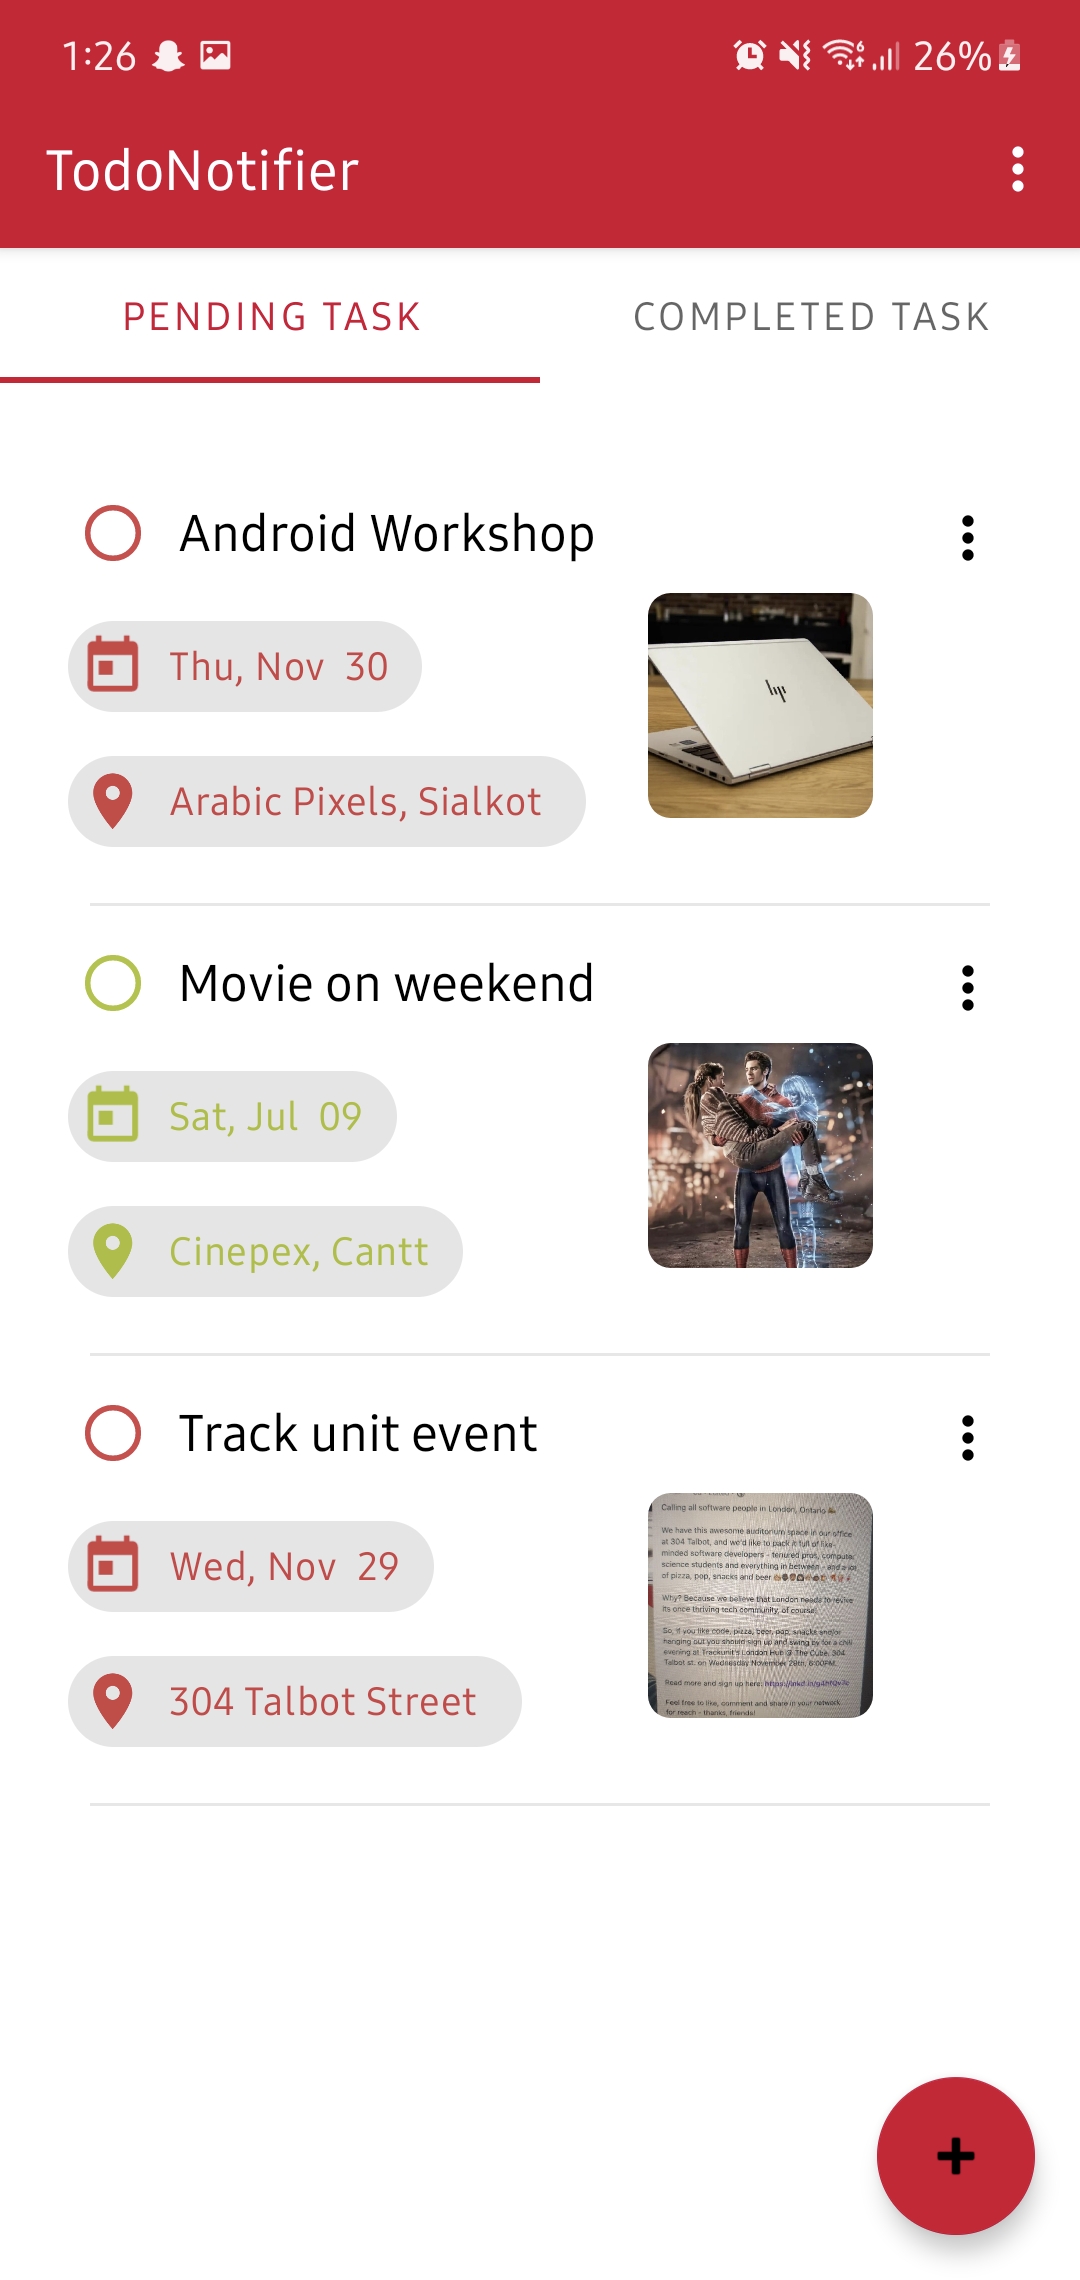 1:26
26%
TodoNotifier
PENDING TASK
COMPLETED TASK
Android Workshop
Thu, Nov 30
hp
Arabic Pixels, Sialkot
Movie on weekend
Sat, Jul 09
Cinepex, Cantt
Track unit event
Wed, Nov 29
304 Talbot Street
Calling all software people in London, Ontario
We have this awesome auditorium space in our office
at 304 Talbot, and we'd like to pack it full of like-
minded software developers - tenured pros, computer
science students and everything in between - and a lot
of pizza, pop, snacks and beer
Why? Because we believe that London needs to revive
its once thriving tech community, of course!
So, if you like code, pizza, beer, pop, snacks and/or
hanging out you should sign up and swing by for a chill
evening at Trackunit's London Hub @ The Cube, 304
Talbot st. on Wednesday November 29th, 6:00PM.
Read more and sign up here:
Feel free to like, comment and share in your network
for reach - thanks, friends!